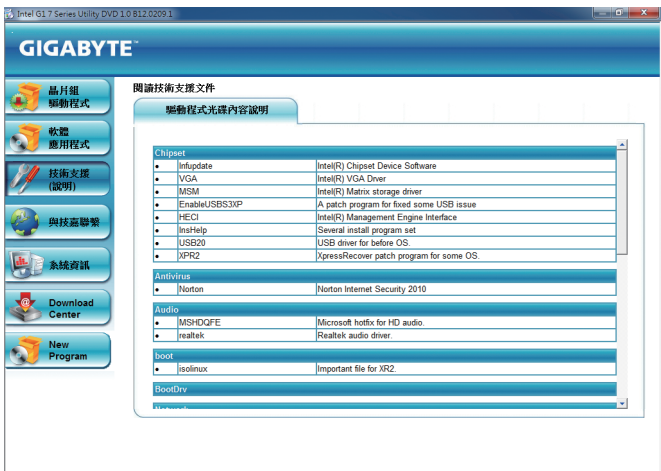 Intel G1 7 Series Utility DVD 1.0 B12.0209.1
GIGABYTE™
晶片組
驅動程式
軟體
應用程式
技術支援
(說明)
與技嘉聯繫
系統資訊
Download
Center
New
Program
閱讀技術支援文件
驅動程式光碟內容說明
Chipset
• Infupdate Intel(R) Chipset Device Software
• VGA Intel(R) VGA Drver
• MSM Intel(R) Matrix storage driver
• EnableUSBS3XP A patch program for fixed some USB issue
• HECI Intel(R) Management Engine Interface
• InsHelp Several install program set
• USB20 USB driver for before OS.
• XPR2 XpressRecover patch program for some OS.
Antivirus
• Norton Norton Internet Security 2010
Audio
• MSHDQFE Microsoft hotfix for HD audio.
• realtek Realtek audio driver.
boot
• isolinux Important file for XR2.
BootDrv
Network